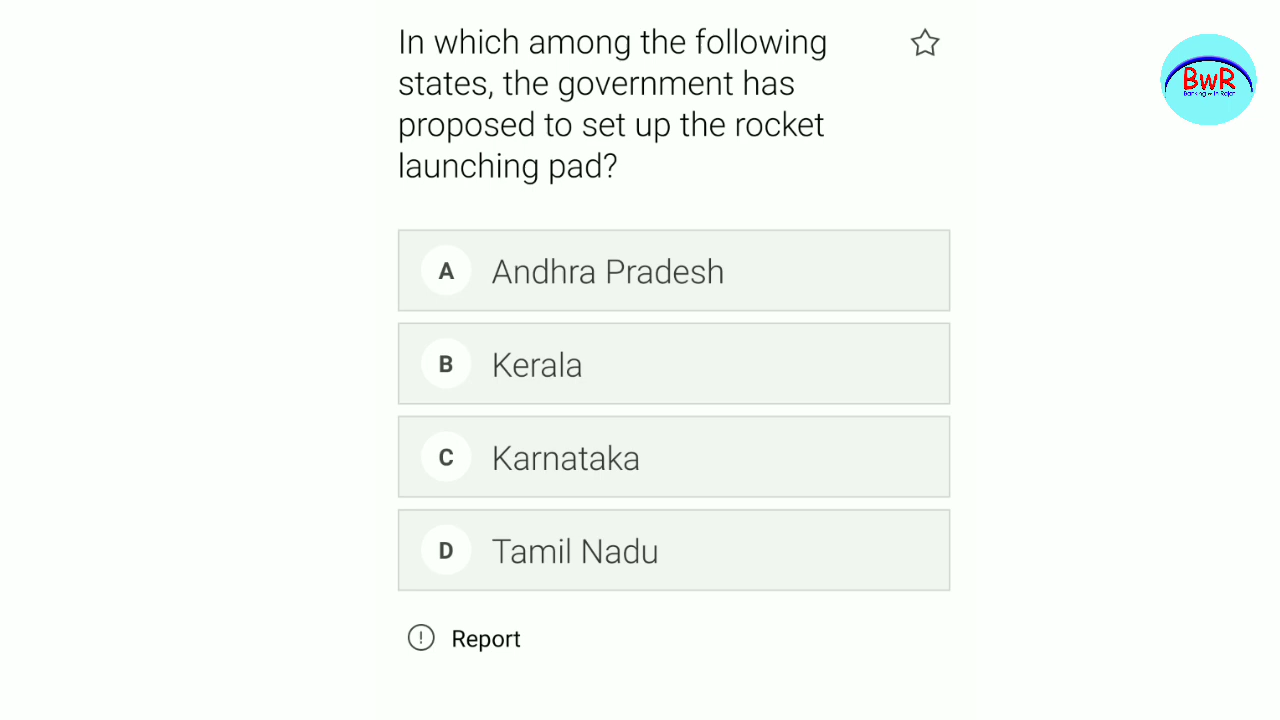 In which among the following
states, the government has
proposed to set up the rocket
launching pad?
BwR
A Andhra Pradesh
B Kerala
C Karnataka
D Tamil Nadu
! Report